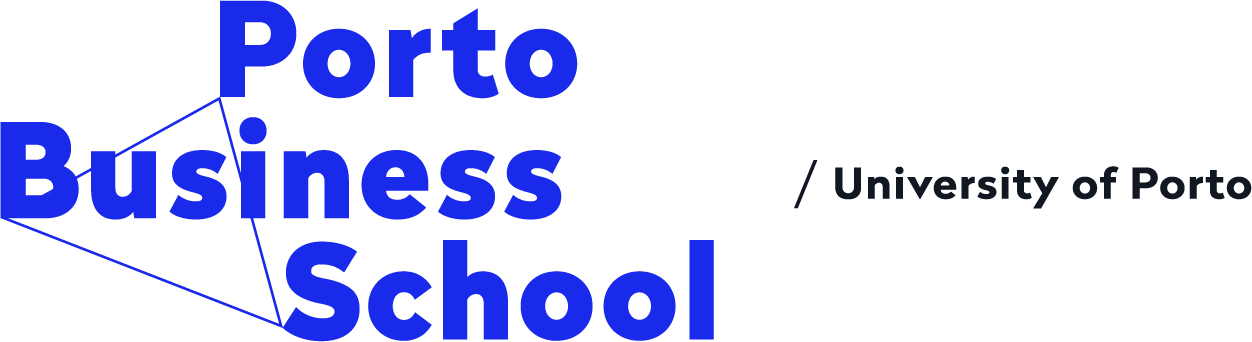 Porto
Business
School
/ University of Porto